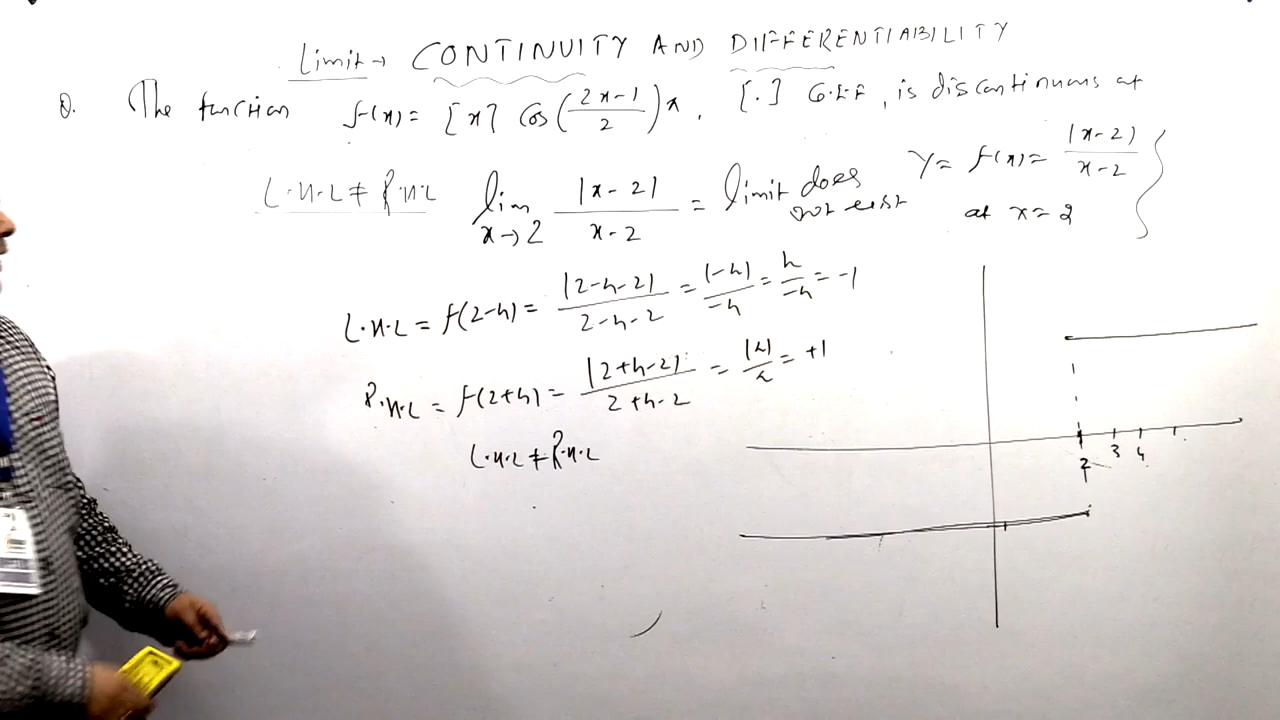 Limit → CONTINUITY AND DIFFERENTIABILITY
Q. The function f(x) = [x] cos(2x-1/2)π, [.] G.I.F, is discontinuous at
L.H.L ≠ R.H.L lim x→2 |x-2|/x-2 = limit does not exist
y = f(x) = |x-2|/x-2
at x = 2
L.H.L = f(2-h) = |2-h-2|/2-h-2 = |-h|/-h = h/-h = -1
R.H.L = f(2+h) = |2+h-2|/2+h-2 = |h|/h = +1
L.H.L ≠ R.H.L
2 3 4